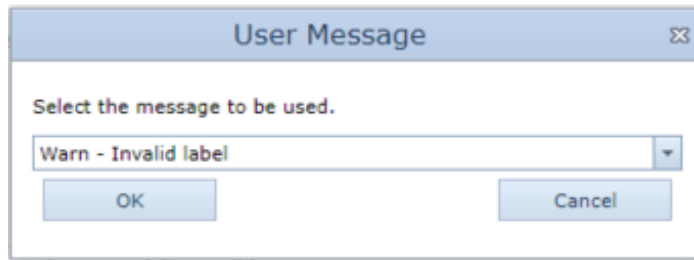 User Message
Select the message to be used.
Warn - Invalid label
OK Cancel